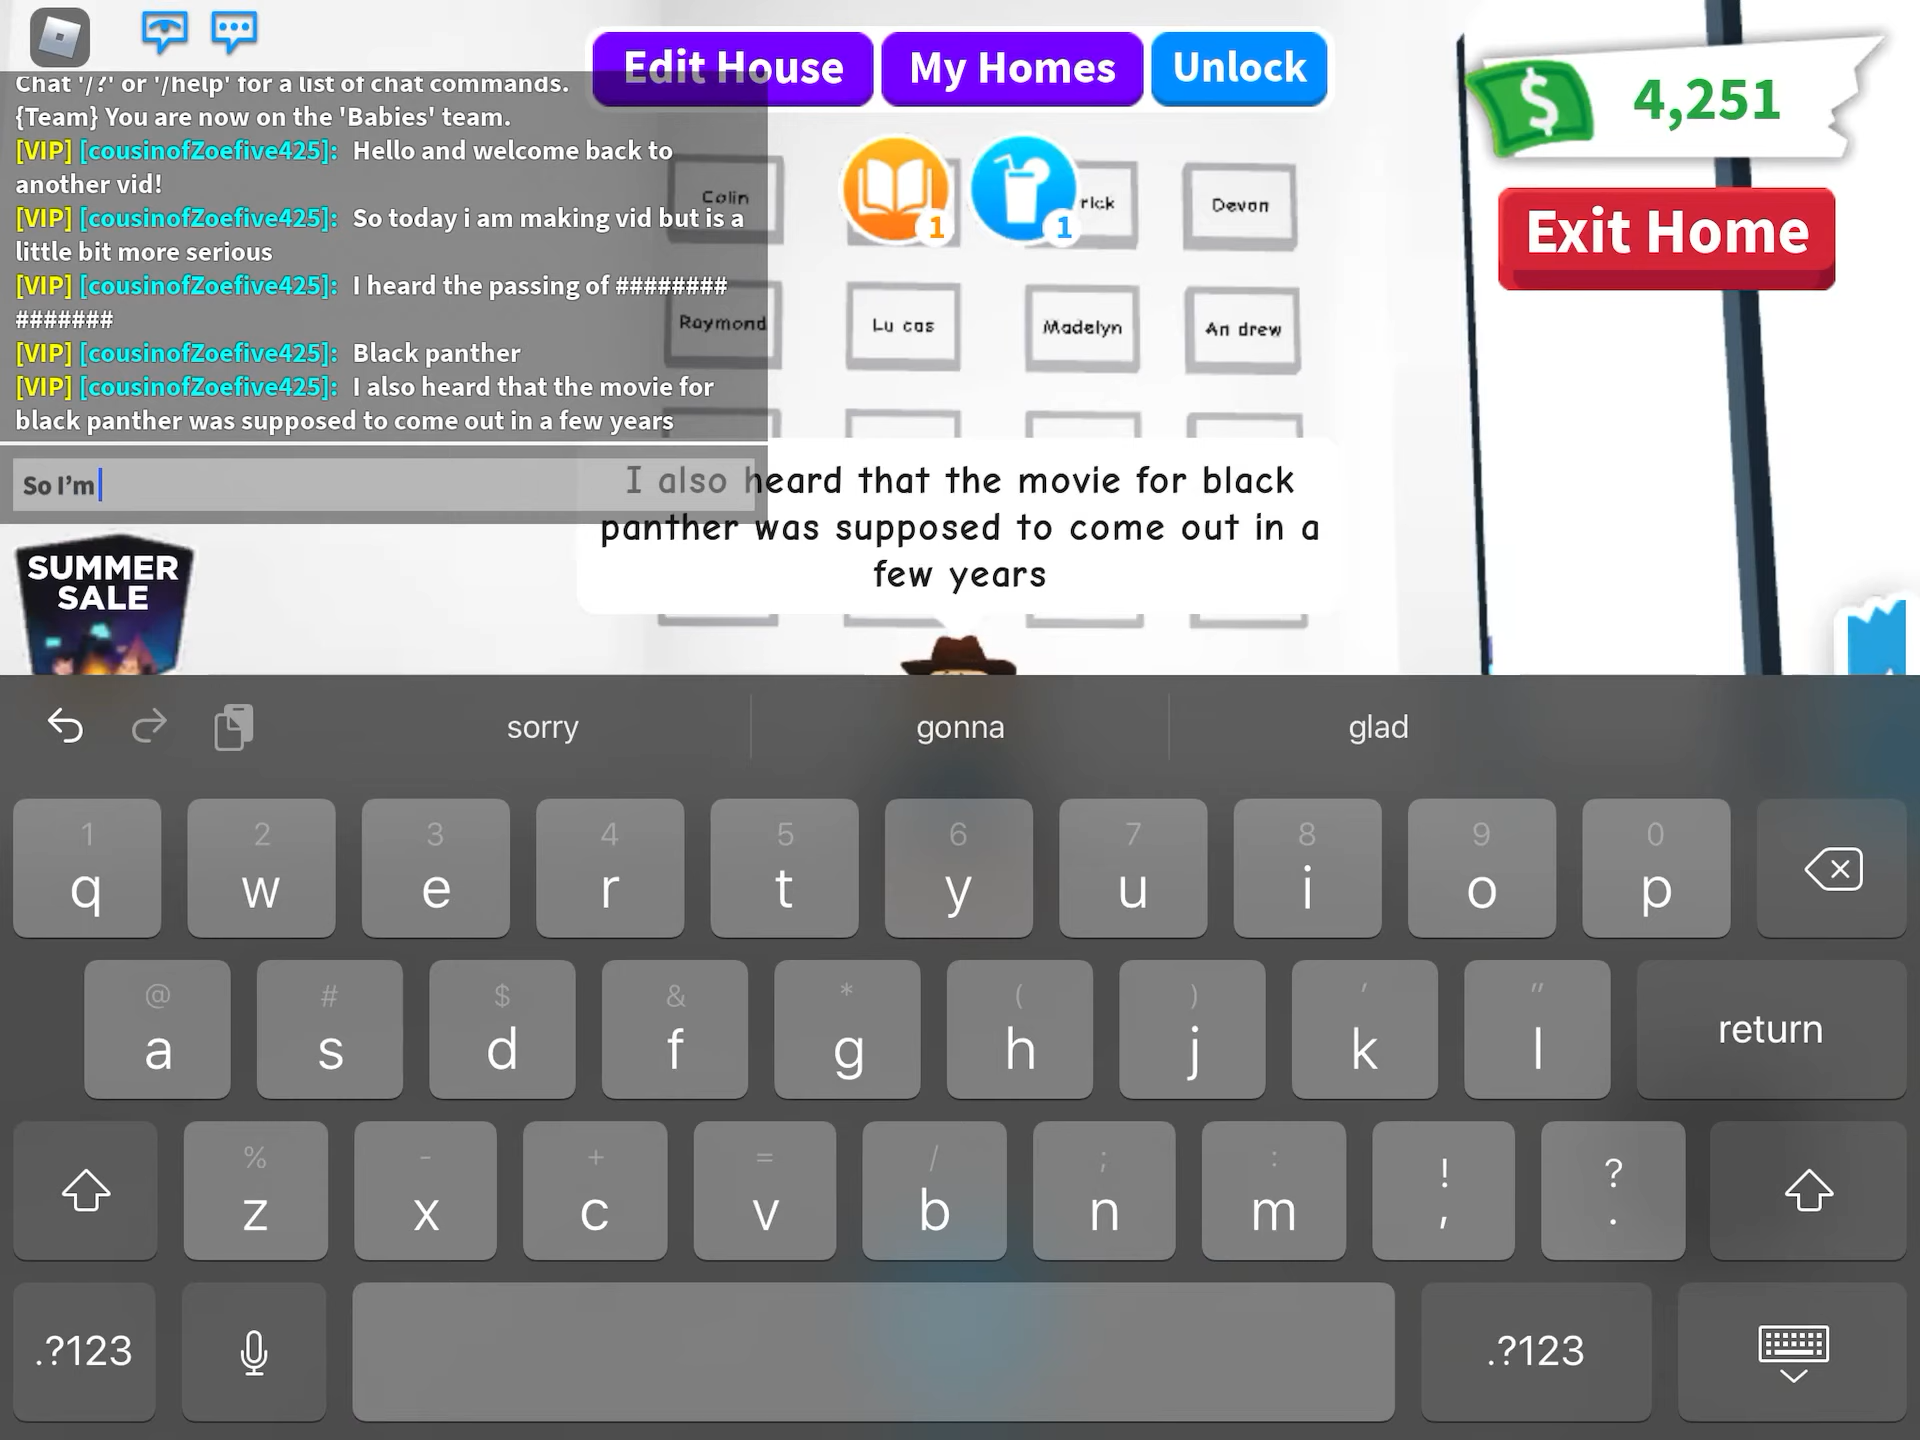 Edit House
My Homes
Unlock
4,251
Exit Home
Chat '/?' or '/help' for a list of chat commands.
{Team} You are now on the 'Babies' team.
[VIP] [cousinofZoefive425]: Hello and welcome back to
another vid!
[VIP] [cousinofZoefive425]: So today i am making vid but is a
little bit more serious
[VIP] [cousinofZoefive425]: I heard the passing of ########
#######
[VIP] [cousinofZoefive425]: Black panther
[VIP] [cousinofZoefive425]: I also heard that the movie for
black panther was supposed to come out in a few years
So I'm
Colin
1
1
rick
Devon
Raymond
Lu cas
Madelyn
An drew
I also heard that the movie for black
panther was supposed to come out in a
few years
SUMMER
SALE
sorry gonna glad
1 2 3 4 5 6 7 8 9 0
q w e r t y u i o p
@ # $ & * ( ) ' "
a s d f g h j k l return
% - + = / ; : ! ?
z x c v b n m , .
.?123 .?123